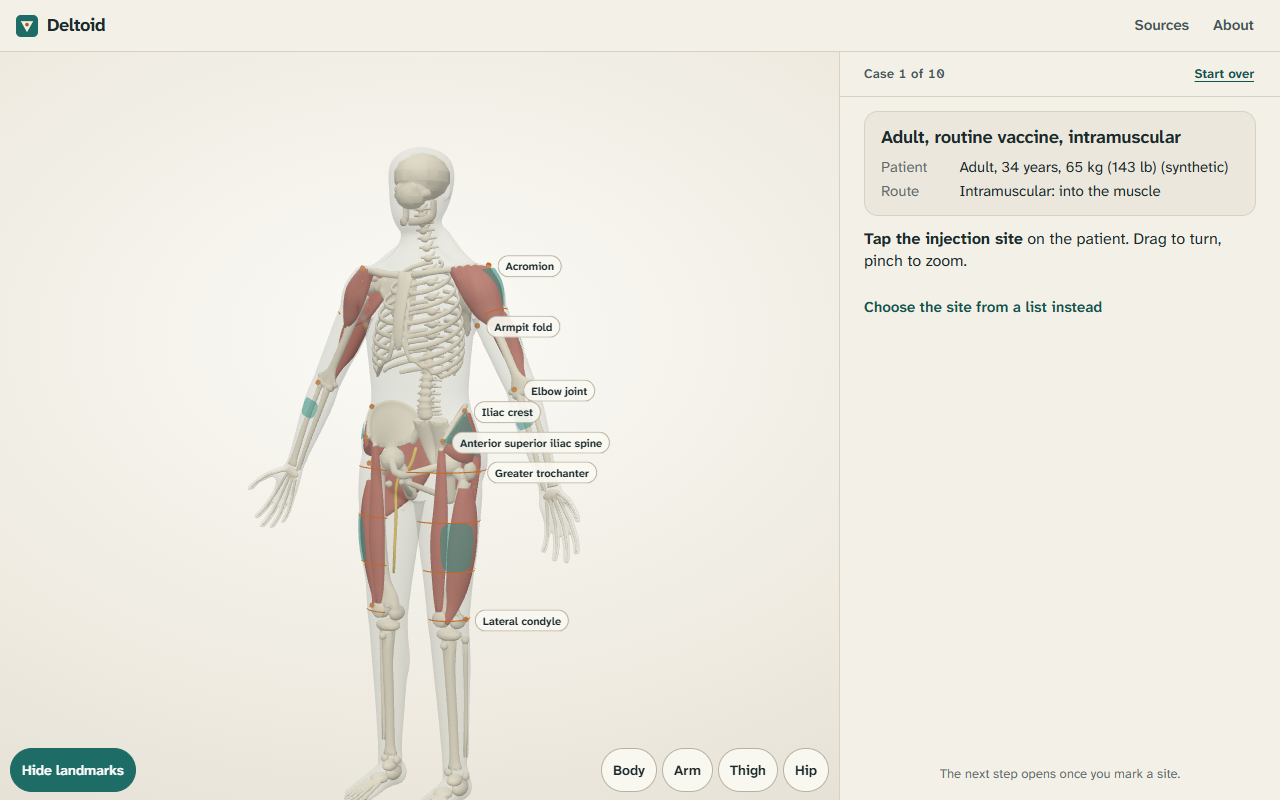 Deltoid
Sources
About
Case 1 of 10
Start over
Adult, routine vaccine, intramuscular
Patient Adult, 34 years, 65 kg (143 lb) (synthetic)
Route Intramuscular: into the muscle
Tap the injection site on the patient. Drag to turn,
pinch to zoom.
Choose the site from a list instead
Acromion
Armpit fold
Elbow joint
Iliac crest
Anterior superior iliac spine
Greater trochanter
Lateral condyle
Hide landmarks
Body
Arm
Thigh
Hip
The next step opens once you mark a site.